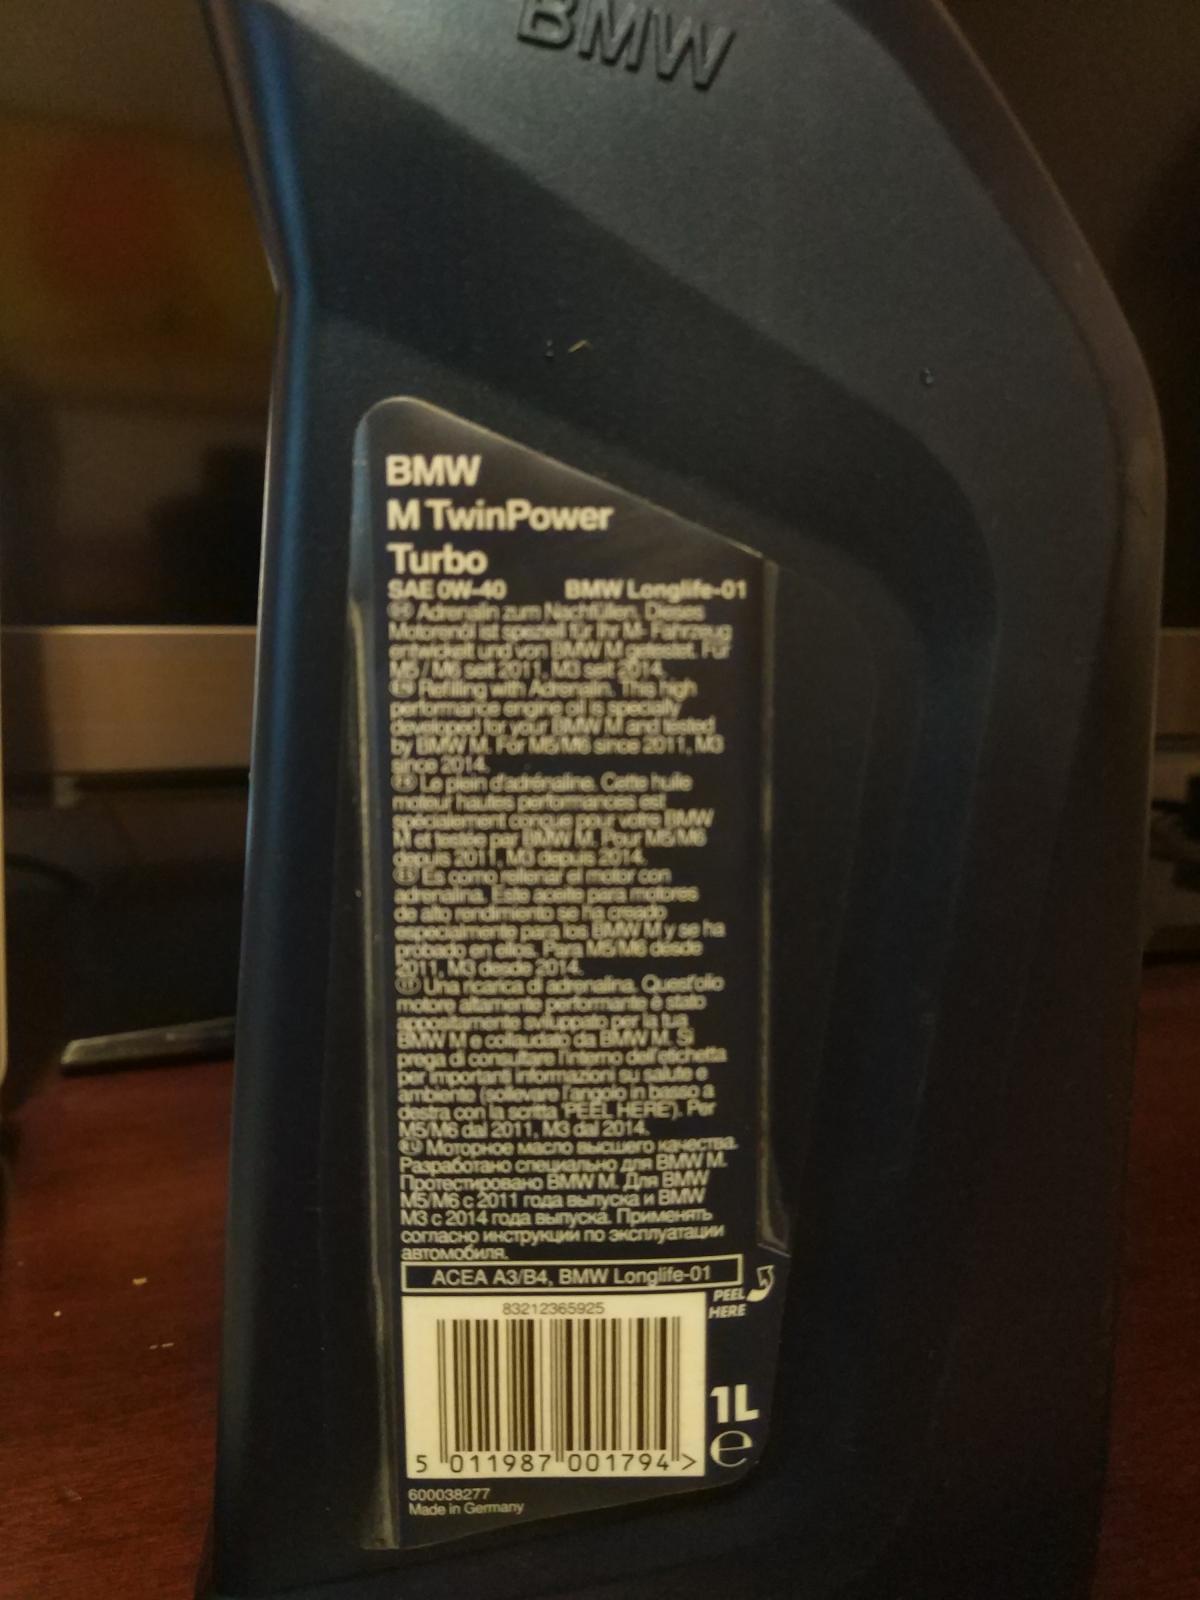 BMW
BMW
M TwinPower
Turbo
SAE 0W-40 BMW Longlife-01
DE Adrenalin zum Nachfüllen. Dieses
Motorenöl ist speziell für Ihr M- Fahrzeug
entwickelt und von BMW M getestet. Für
M5 / M6 seit 2011, M3 seit 2014.
Refilling with Adrenalin. This high
performance engine oil is specially
developed for your BMW M and tested
by BMW M. For M5/M6 since 2011, M3
since 2014.
FR Le plein d'adrénaline. Cette huile
moteur hautes performances est
spécialement conçue pour votre BMW
M et testée par BMW M. Pour M5/M6
depuis 2011, M3 depuis 2014.
ES Es como rellenar el motor con
adrenalina. Este aceite para motores
de alto rendimiento se ha creado
especialmente para los BMW M y se ha
probado en ellos. Para M5/M6 desde
2011, M3 desde 2014.
IT Una ricarica di adrenalina. Quest'olio
motore altamente performante è stato
appositamente sviluppato per la tua
BMW M e collaudato da BMW M. Si
prega di consultare l'interno dell'etichetta
per importanti informazioni su salute e
ambiente (sollevare l'angolo in basso a
destra con la scritta 'PEEL HERE'). Per
M5/M6 dal 2011, M3 dal 2014.
RU Моторное масло высшего качества.
Разработано специально для BMW M.
Протестировано BMW M. Для BMW
M5/M6 с 2011 года выпуска и BMW
M3 с 2014 года выпуска. Применять
согласно инструкции по эксплуатации
автомобиля.
ACEA A3/B4, BMW Longlife-01
PEEL
HERE
83212365925
1L
e
5 011987 001794 >
600038277
Made in Germany